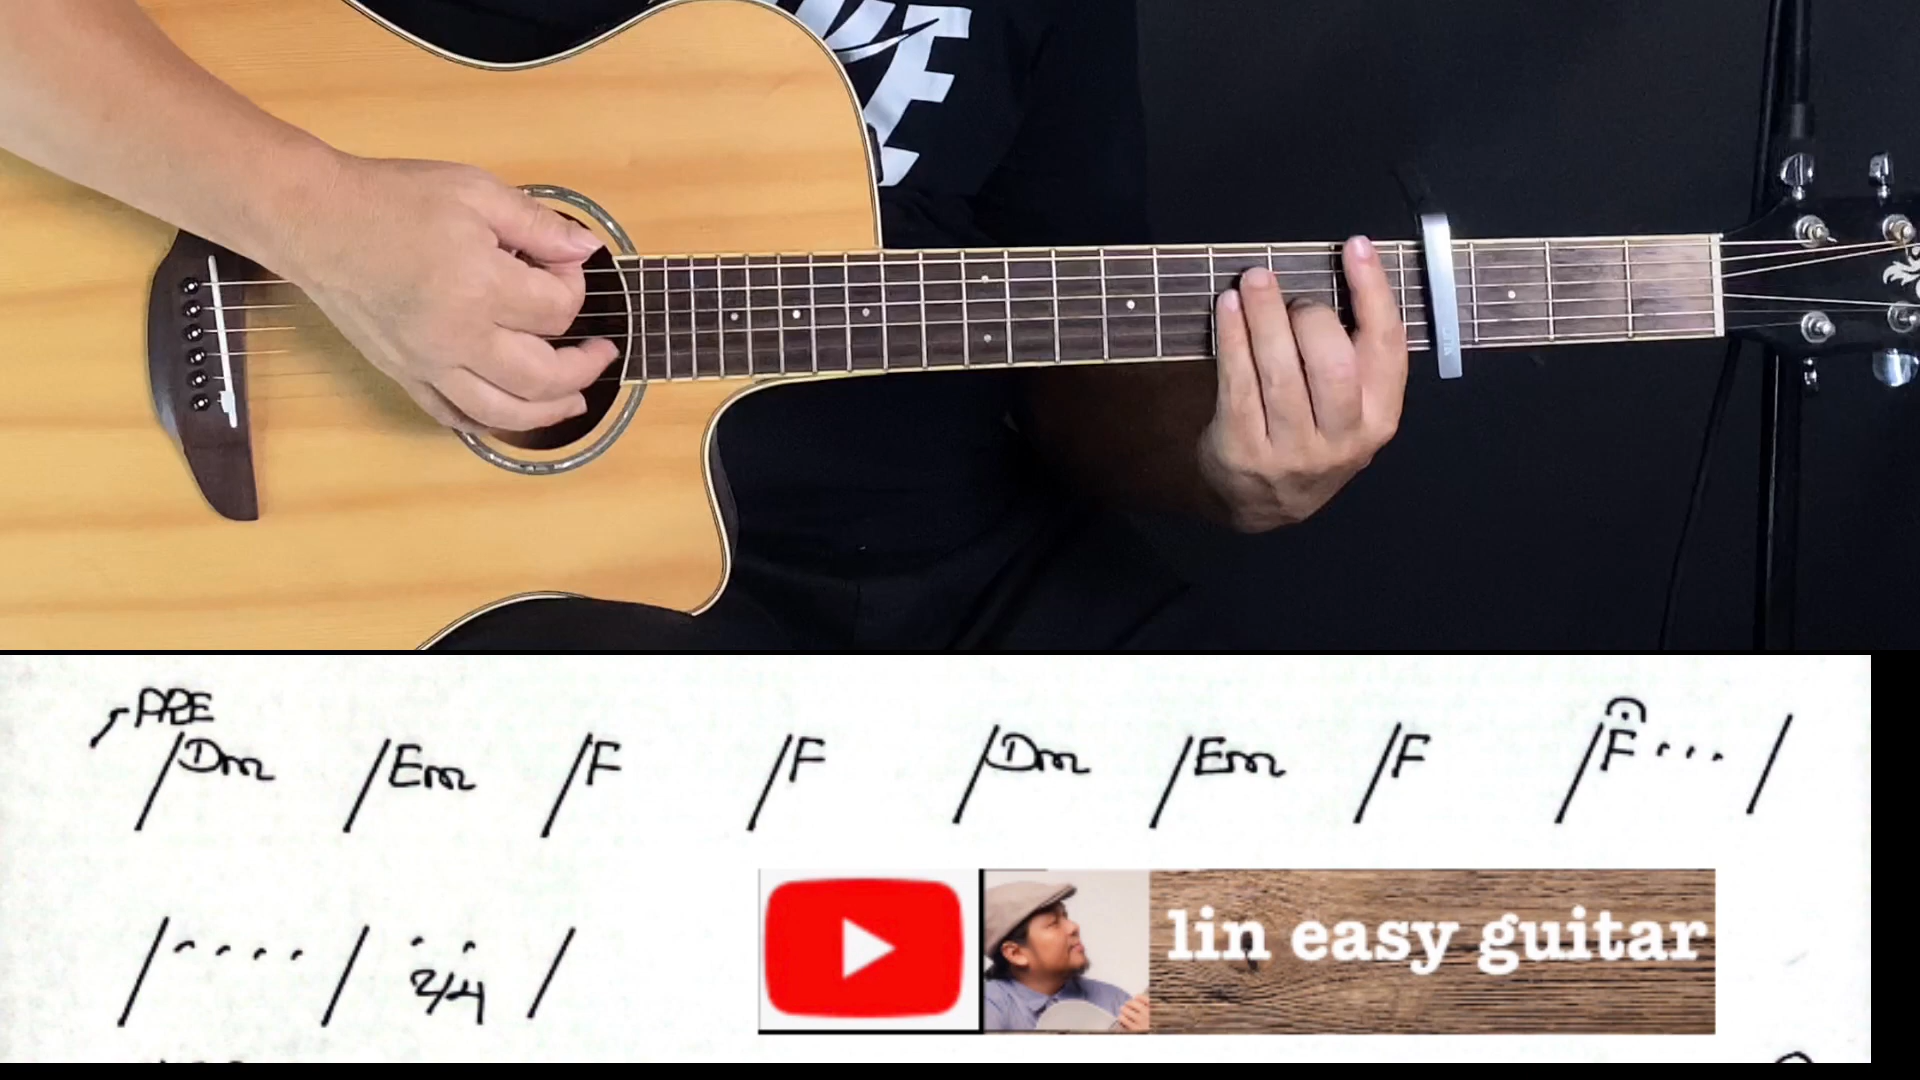 PRE
/Dm /Em /F /F /Dm /Em /F /F... /
/.... /.. /
2/4
lin easy guitar